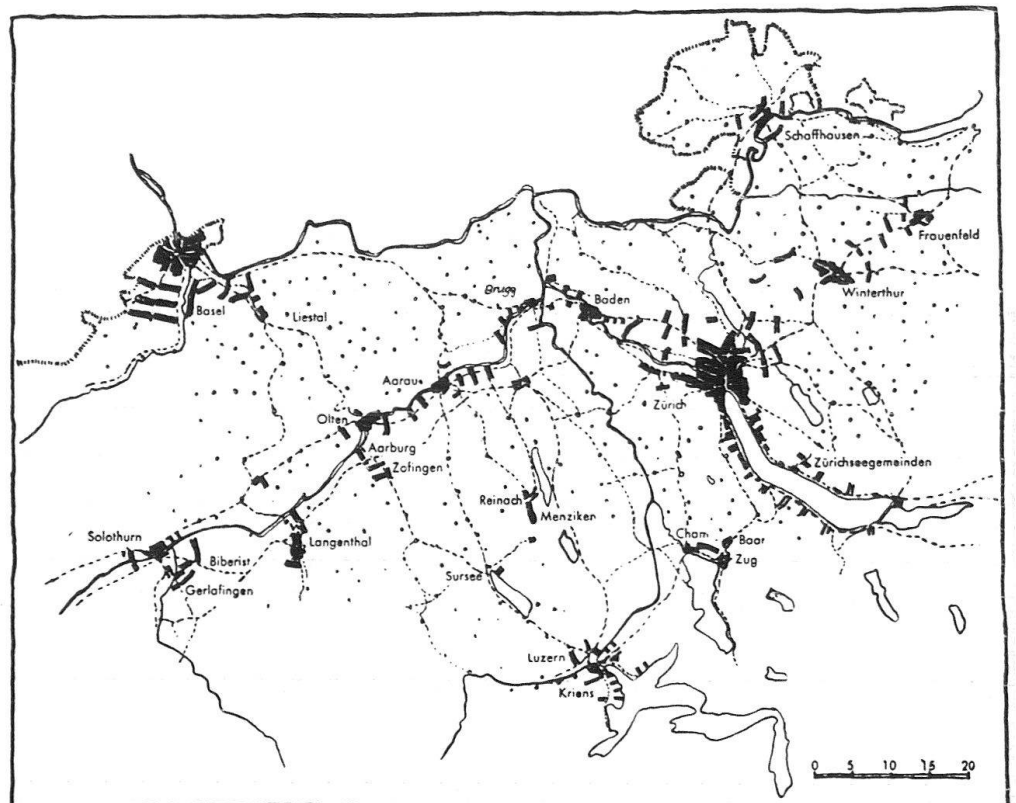 Schaffhausen
Frauenfeld
Winterthur
Basel
Liestal
Brugg
Baden
Aarau
Zürich
Olten
Aarburg
Zofingen
Zürichseegemeinden
Reinach
Menziken
Solothurn
Langenthal
Cham
Baar
Biberist
Zug
Gerlafingen
Sursee
Luzern
Kriens
0 5 10 15 20